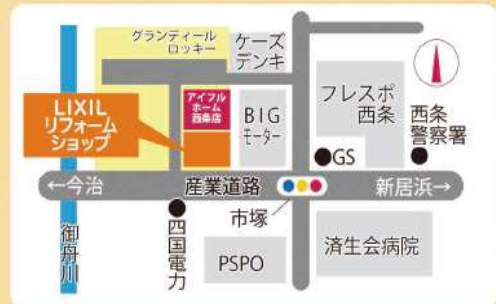 グランディール
ロッキー
ケーズ
デンキ
アイフル
ホーム
西条店
LIXIL
リフォーム
ショップ
BIG
モーター
フレスポ
西条
西条
警察署
GS
←今治
産業道路
新居浜→
御舟川
四国電力
市塚
PSPO
済生会病院